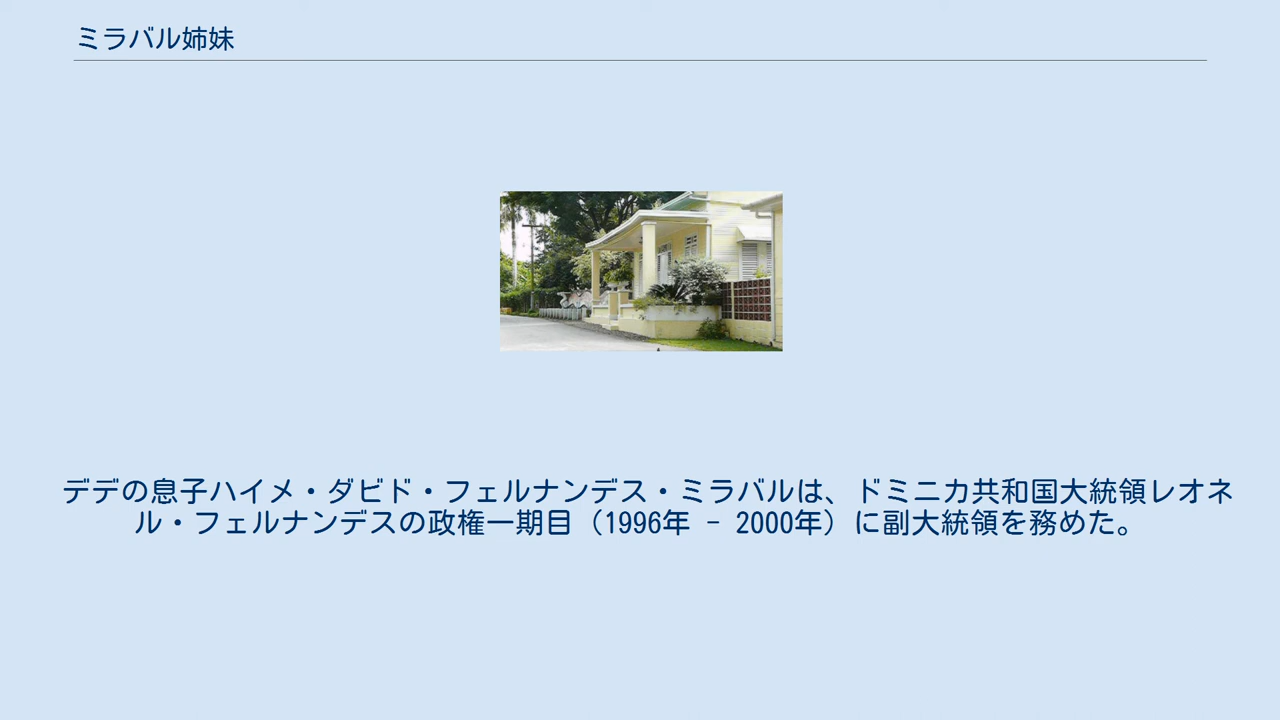 ミラバル姉妹
デデの息子ハイメ・ダビド・フェルナンデス・ミラバルは、ドミニカ共和国大統領レオネ
ル・フェルナンデスの政権一期目（1996年 - 2000年）に副大統領を務めた。